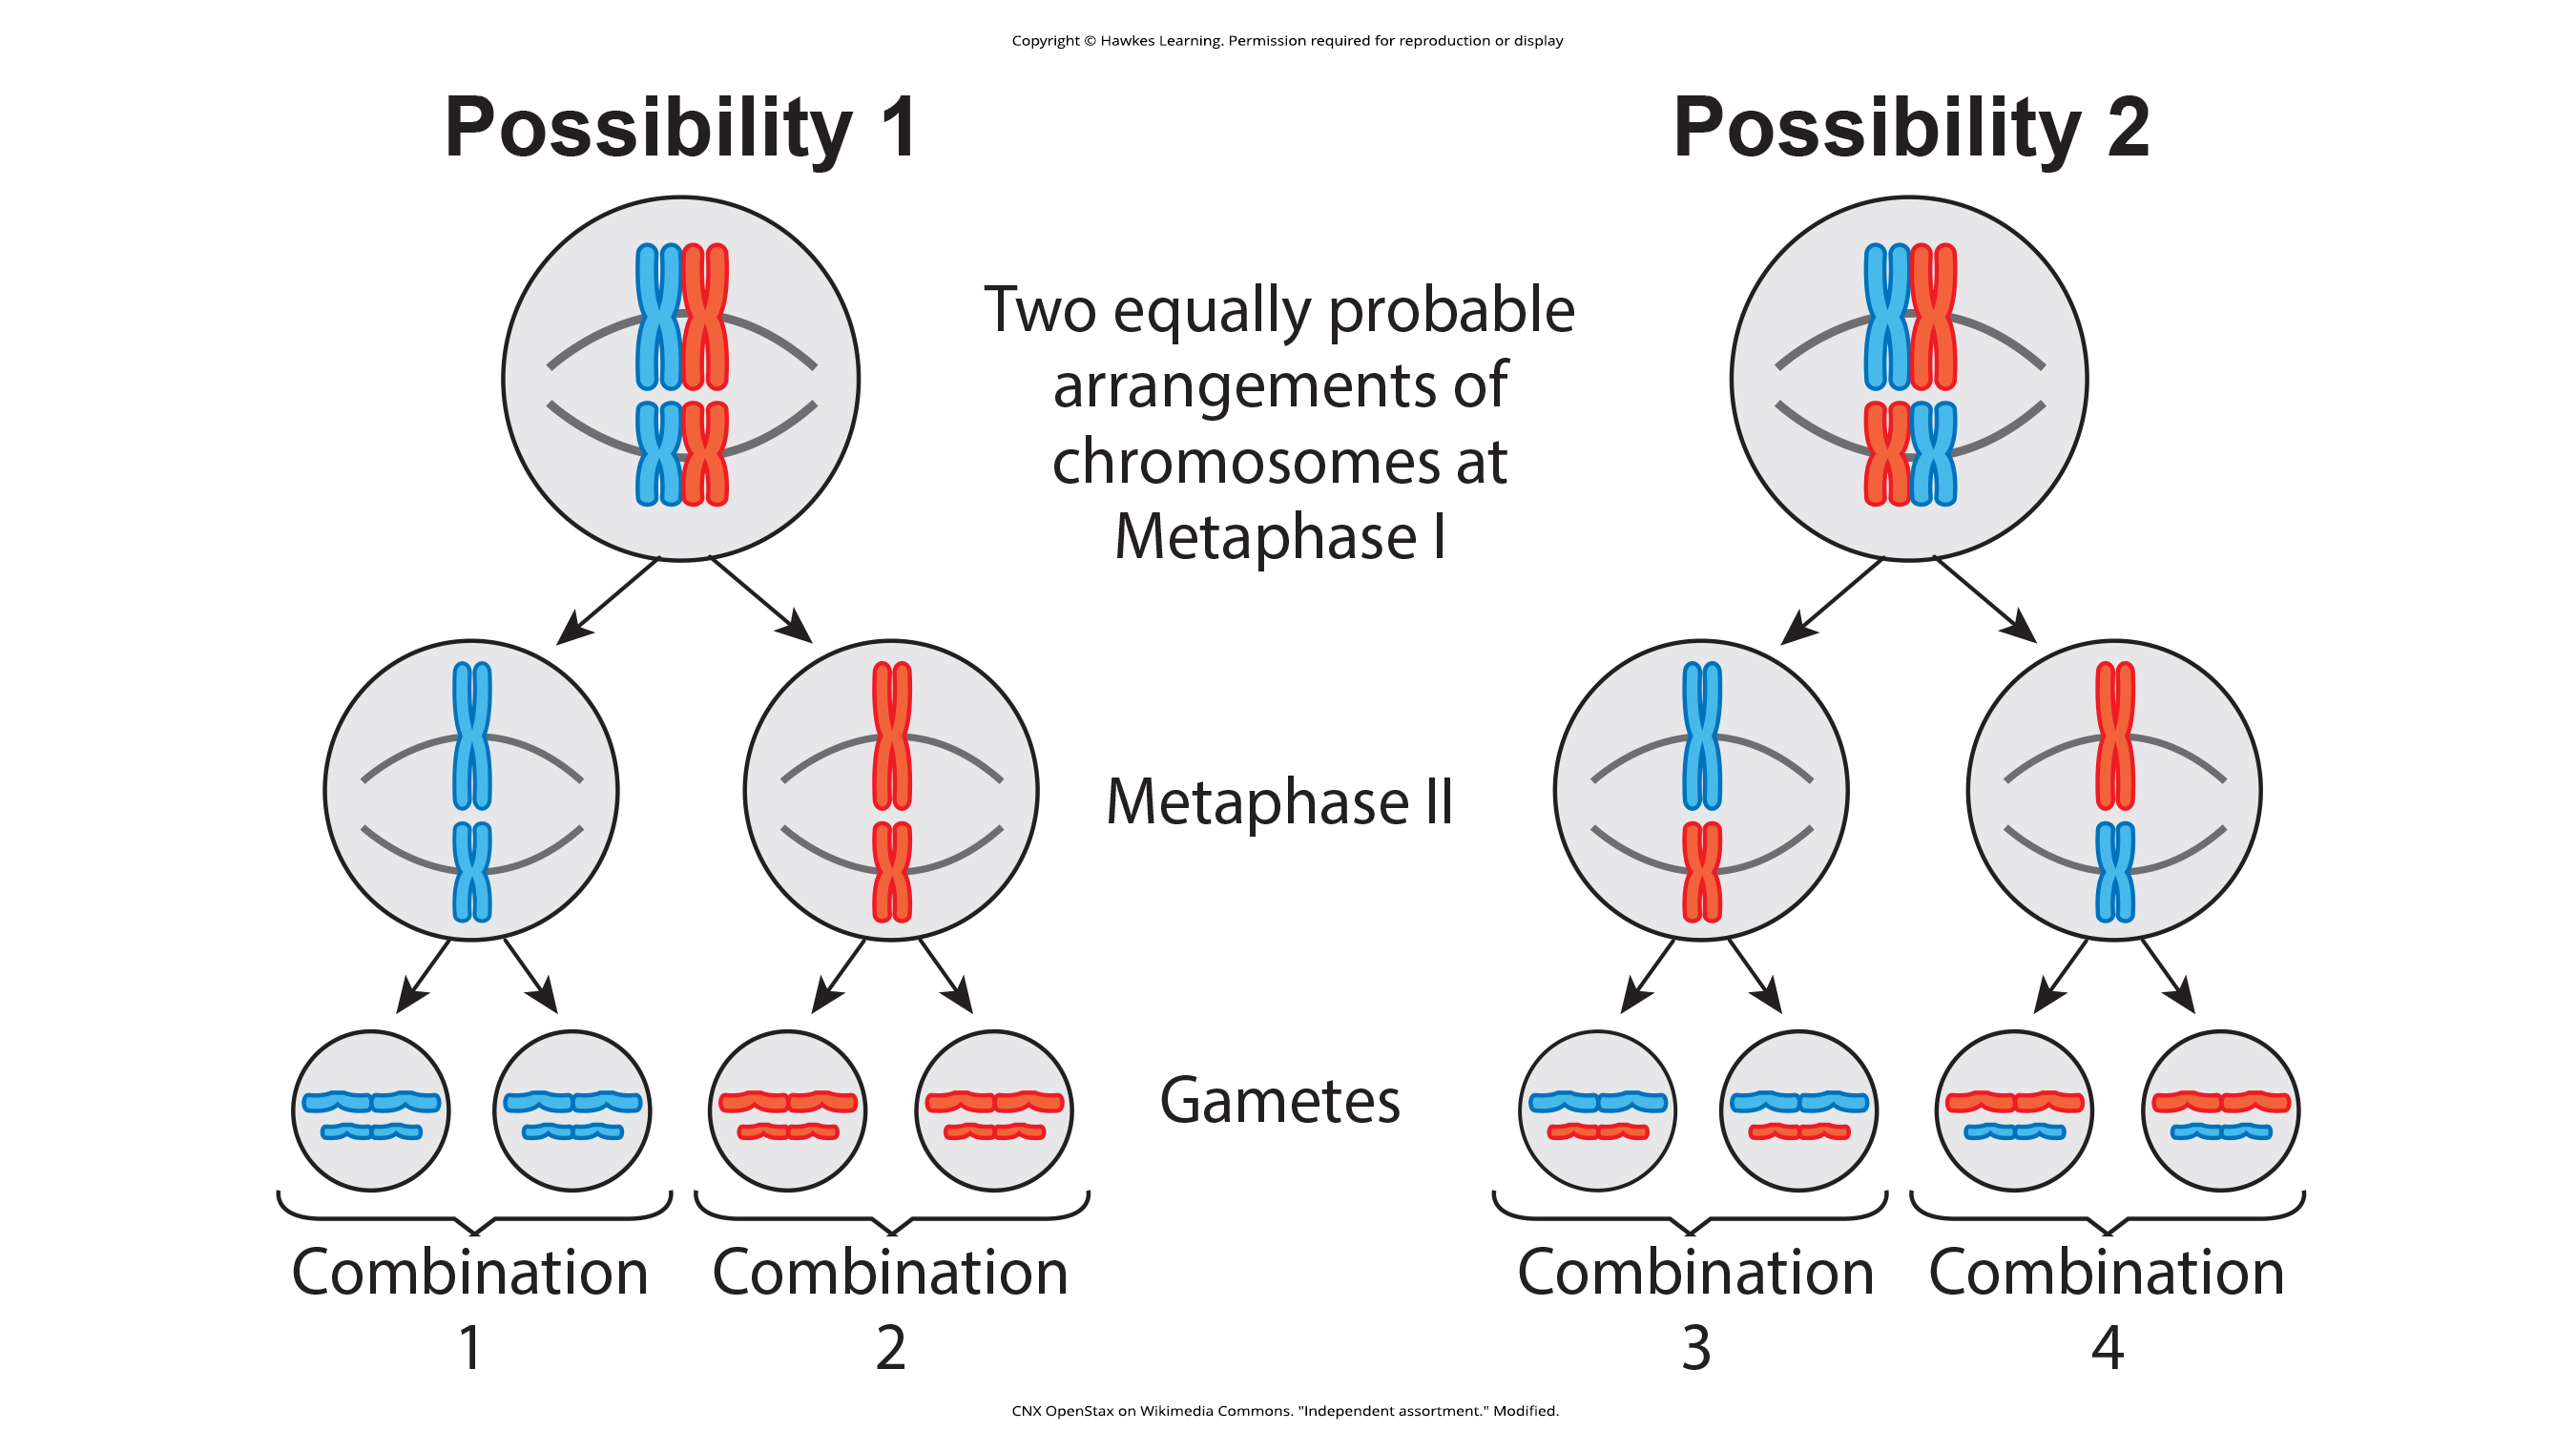 Copyright © Hawkes Learning. Permission required for reproduction or display
Possibility 1
Possibility 2
Two equally probable
arrangements of
chromosomes at
Metaphase I
Metaphase II
Gametes
Combination
1
Combination
2
Combination
3
Combination
4
CNX OpenStax on Wikimedia Commons. "Independent assortment." Modified.